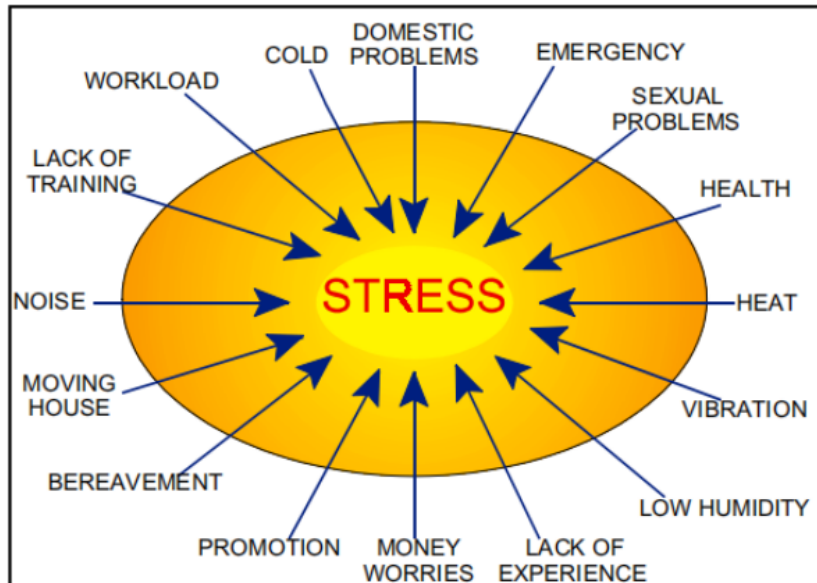 DOMESTIC
PROBLEMS
COLD
EMERGENCY
WORKLOAD
SEXUAL
PROBLEMS
LACK OF
TRAINING
HEALTH
STRESS
NOISE
HEAT
MOVING
HOUSE
VIBRATION
BEREAVEMENT
LOW HUMIDITY
PROMOTION
MONEY
WORRIES
LACK OF
EXPERIENCE